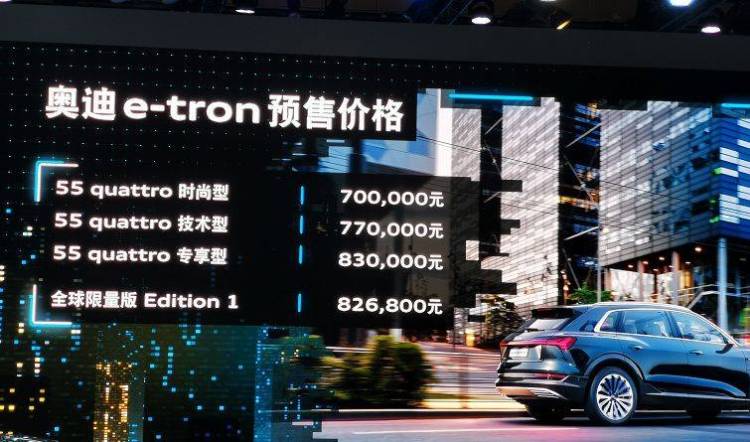 奥迪 e-tron 预售价格
55 quattro 时尚型 700,000元
55 quattro 技术型 770,000元
55 quattro 专享型 830,000元
全球限量版 Edition 1 826,800元